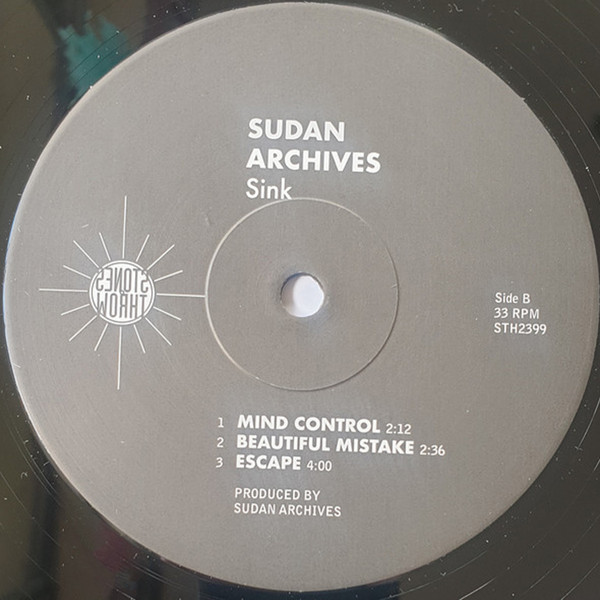 SUDAN
ARCHIVES
Sink
STONES
THROW
Side B
33 RPM
STH2399
1 MIND CONTROL 2:12
2 BEAUTIFUL MISTAKE 2:36
3 ESCAPE 4:00
PRODUCED BY
SUDAN ARCHIVES